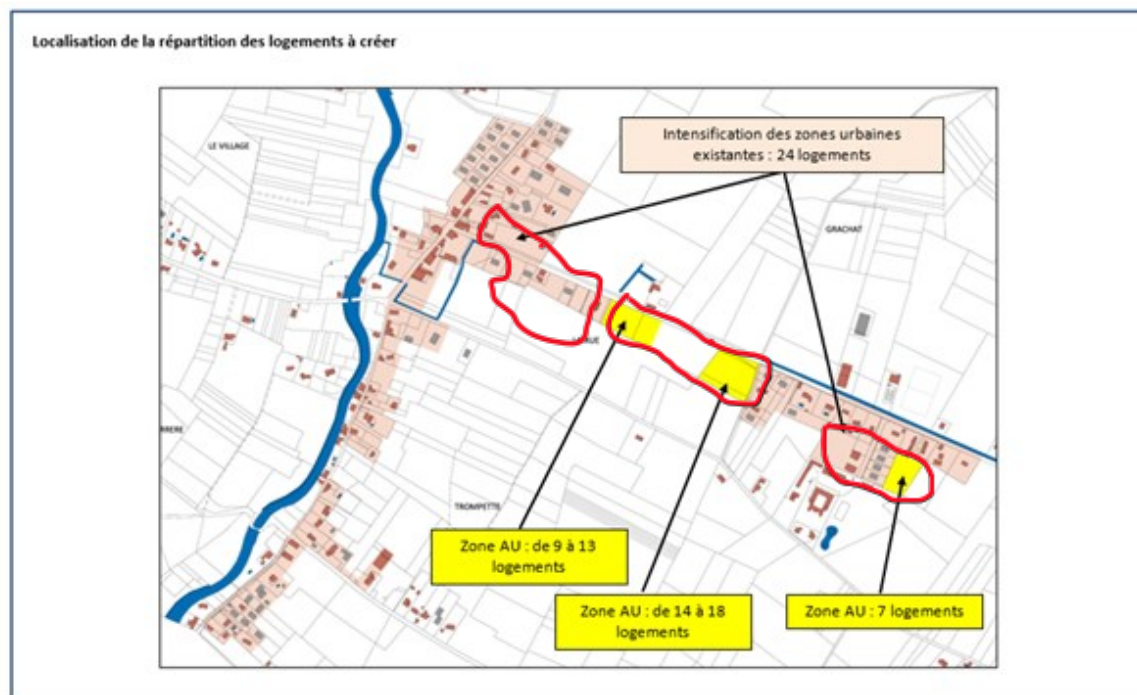 Localisation de la répartition des logements à créer
Intensification des zones urbaines
existantes : 24 logements
LE VILLAGE
GRACHAT
TROMPETTE
Zone AU : de 9 à 13
logements
Zone AU : de 14 à 18
logements
Zone AU : 7 logements